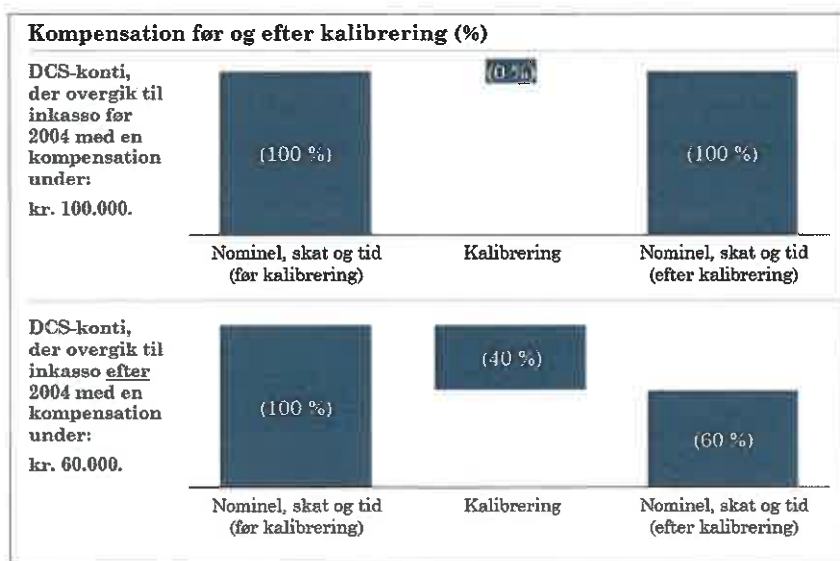 Kompensation før og efter kalibrering (%)
DCS-konti,
der overgik til
inkasso før
2004 med en
kompensation
under:
kr. 100.000.
(100 %)
(0 %)
(100 %)
Nominel, skat og tid
(før kalibrering)
Kalibrering
Nominel, skat og tid
(efter kalibrering)
DCS-konti,
der overgik til
inkasso efter
2004 med en
kompensation
under:
kr. 60.000.
(100 %)
(40 %)
(60 %)
Nominel, skat og tid
(før kalibrering)
Kalibrering
Nominel, skat og tid
(efter kalibrering)